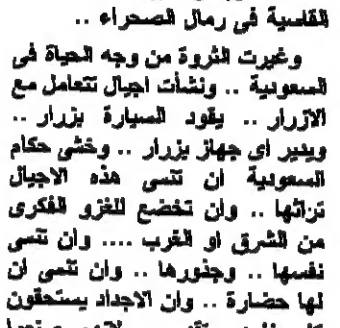 القاسية فى رمال الصحراء ..
وغيرت الثروة من وجه الحياة فى
السعودية .. ونشأت اجيال تتعامل مع
الازرار .. يقود السيارة بزرار ..
ويدير اى جهاز بزرار .. وخشى حكام
السعودية ان تنسى هذه الاجيال
تراثها .. وان تخضع للغزو الفكرى
من الشرق او الغرب .... وان تنسى
نفسها .. وجذورها .. وان تنسى ان
لها حضارة .. وان الاجداد يستحقون